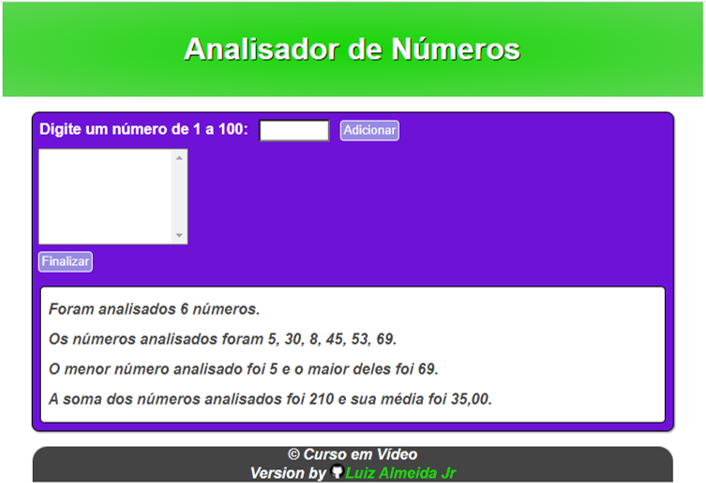 Analisador de Números
Digite um número de 1 a 100: Adicionar
Finalizar
Foram analisados 6 números.
Os números analisados foram 5, 30, 8, 45, 53, 69.
O menor número analisado foi 5 e o maior deles foi 69.
A soma dos números analisados foi 210 e sua média foi 35,00.
© Curso em Vídeo
Version by Luiz Almeida Jr